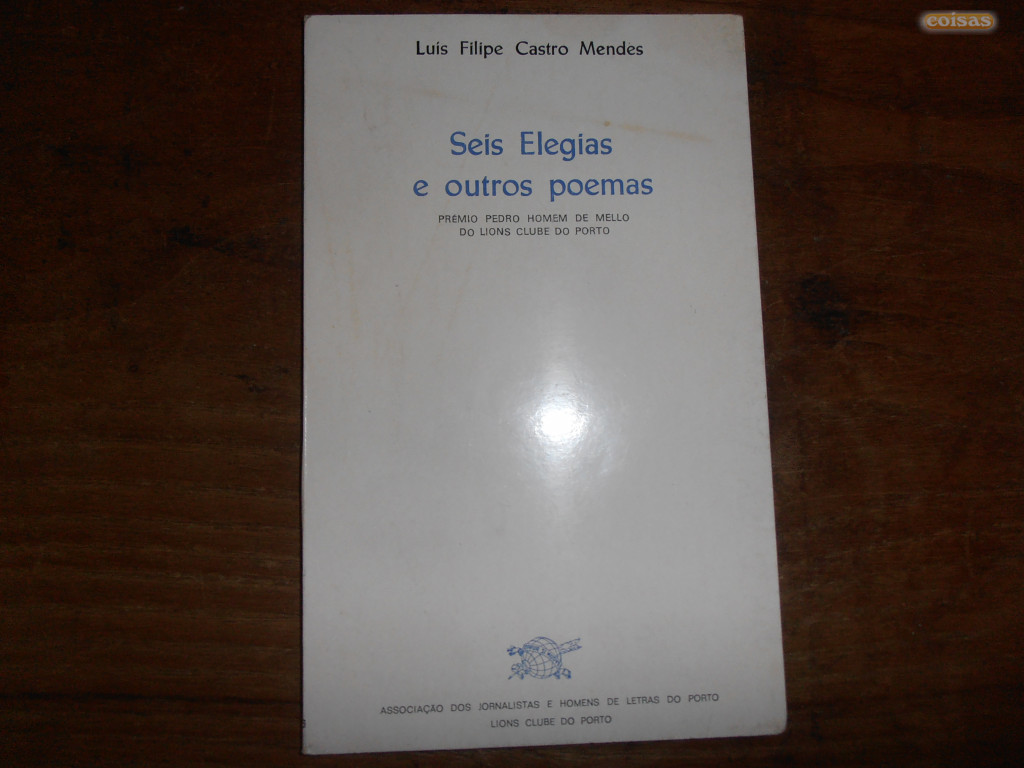 coisas
Luís Filipe Castro Mendes
Seis Elegias
e outros poemas
PRÉMIO PEDRO HOMEM DE MELLO
DO LIONS CLUBE DO PORTO
ASSOCIAÇÃO DOS JORNALISTAS E HOMENS DE LETRAS DO PORTO
LIONS CLUBE DO PORTO